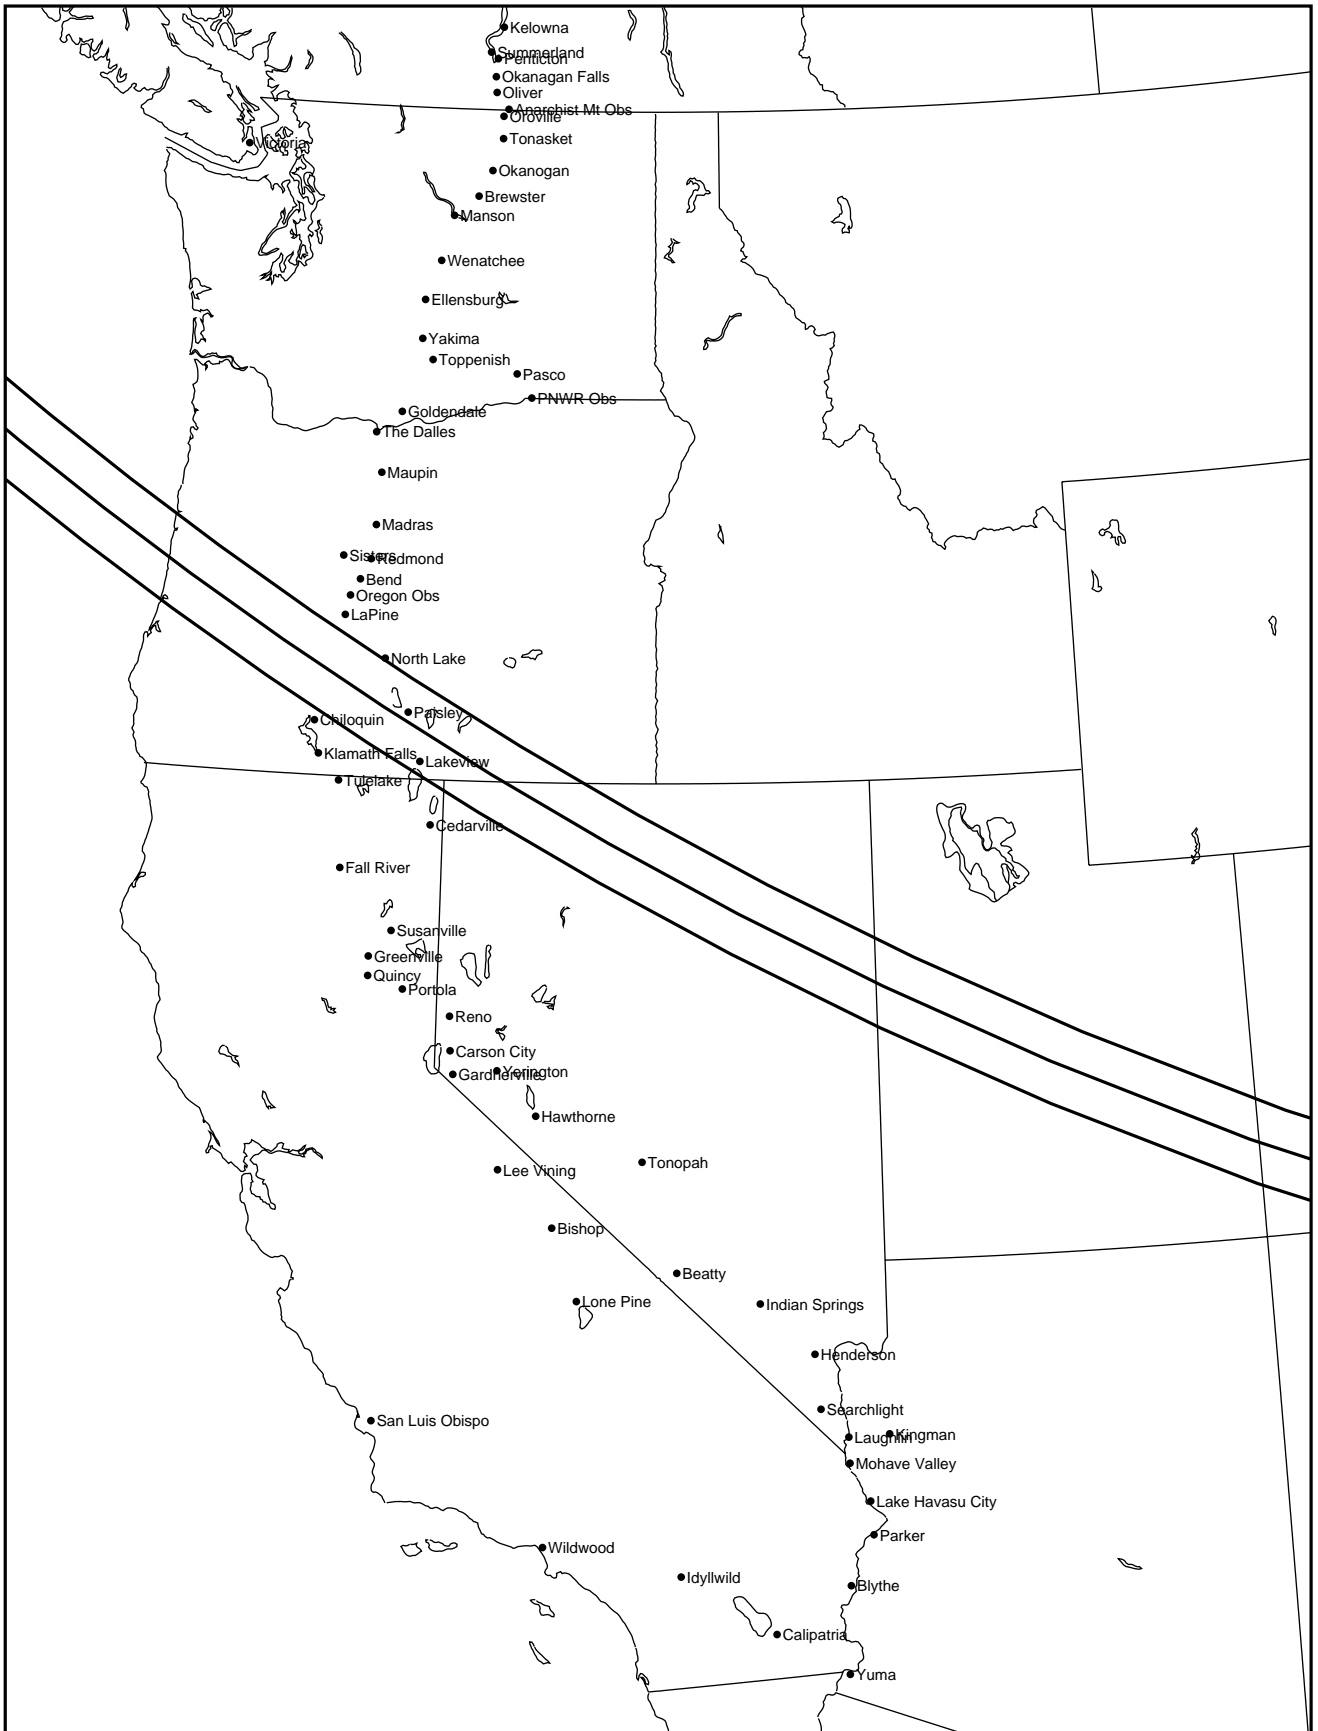 Kelowna
Summerland
Penticton
Okanagan Falls
Oliver
Anarchist Mt Obs
Oroville
Tonasket
Victoria
Okanogan
Brewster
Manson
Wenatchee
Ellensburg
Yakima
Toppenish
Pasco
PNWR Obs
Goldendale
The Dalles
Maupin
Madras
Sisters
Redmond
Bend
Oregon Obs
LaPine
North Lake
Paisley
Chiloquin
Klamath Falls
Lakeview
Tulelake
Cedarville
Fall River
Susanville
Greenville
Quincy
Portola
Reno
Carson City
Yerington
Gardnerville
Hawthorne
Tonopah
Lee Vining
Bishop
Beatty
Lone Pine
Indian Springs
Henderson
Searchlight
San Luis Obispo
Kingman
Laughlin
Mohave Valley
Lake Havasu City
Parker
Wildwood
Idyllwild
Blythe
Calipatria
Yuma